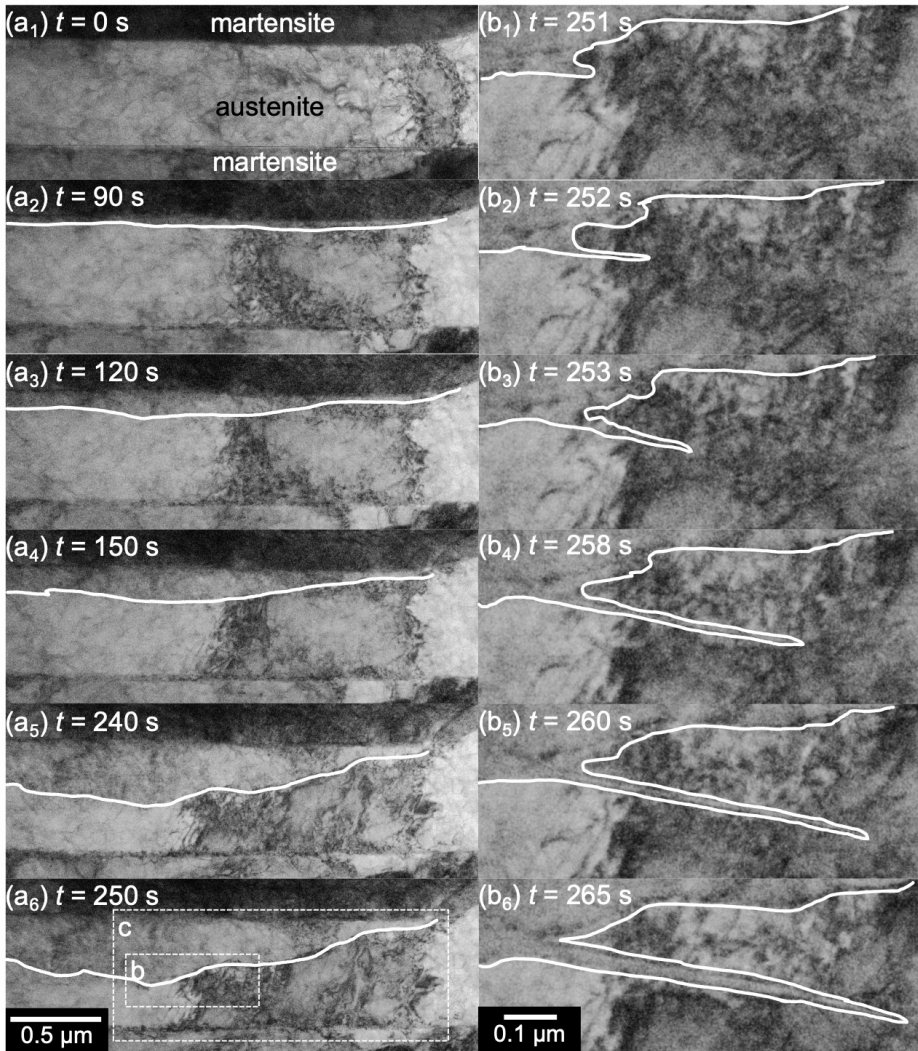 (a₁) t = 0 s
martensite
austenite
martensite
(a₂) t = 90 s
(a₃) t = 120 s
(a₄) t = 150 s
(a₅) t = 240 s
(a₆) t = 250 s
c
b
0.5 µm
(b₁) t = 251 s
(b₂) t = 252 s
(b₃) t = 253 s
(b₄) t = 258 s
(b₅) t = 260 s
(b₆) t = 265 s
0.1 µm